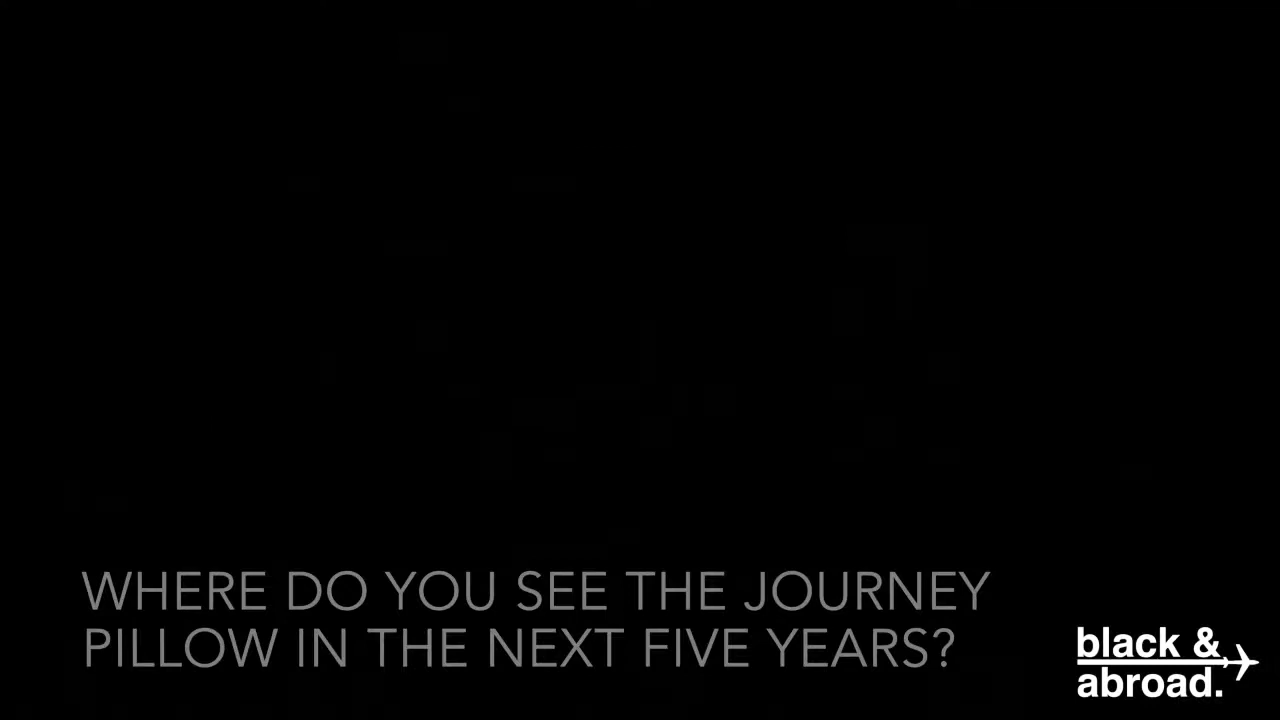 WHERE DO YOU SEE THE JOURNEY
PILLOW IN THE NEXT FIVE YEARS?
black &
abroad.